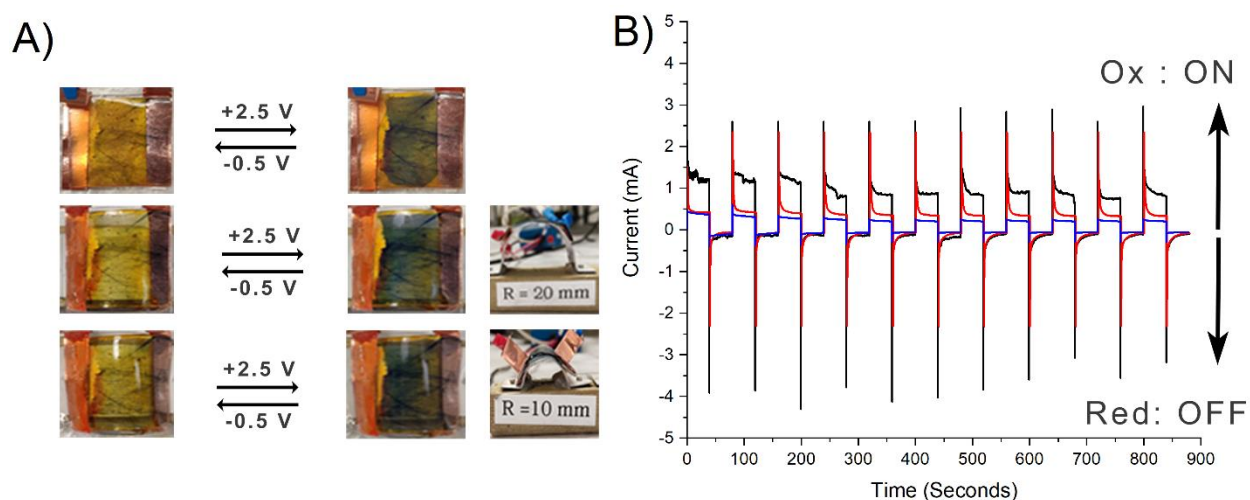 A)
+2.5 V
-0.5 V
+2.5 V
-0.5 V
R = 20 mm
+2.5 V
-0.5 V
R =10 mm
B)
5
4
3
2
1
0
-1
-2
-3
-4
-5
Current (mA)
0 100 200 300 400 500 600 700 800 900
Time (Seconds)
Ox : ON
Red: OFF